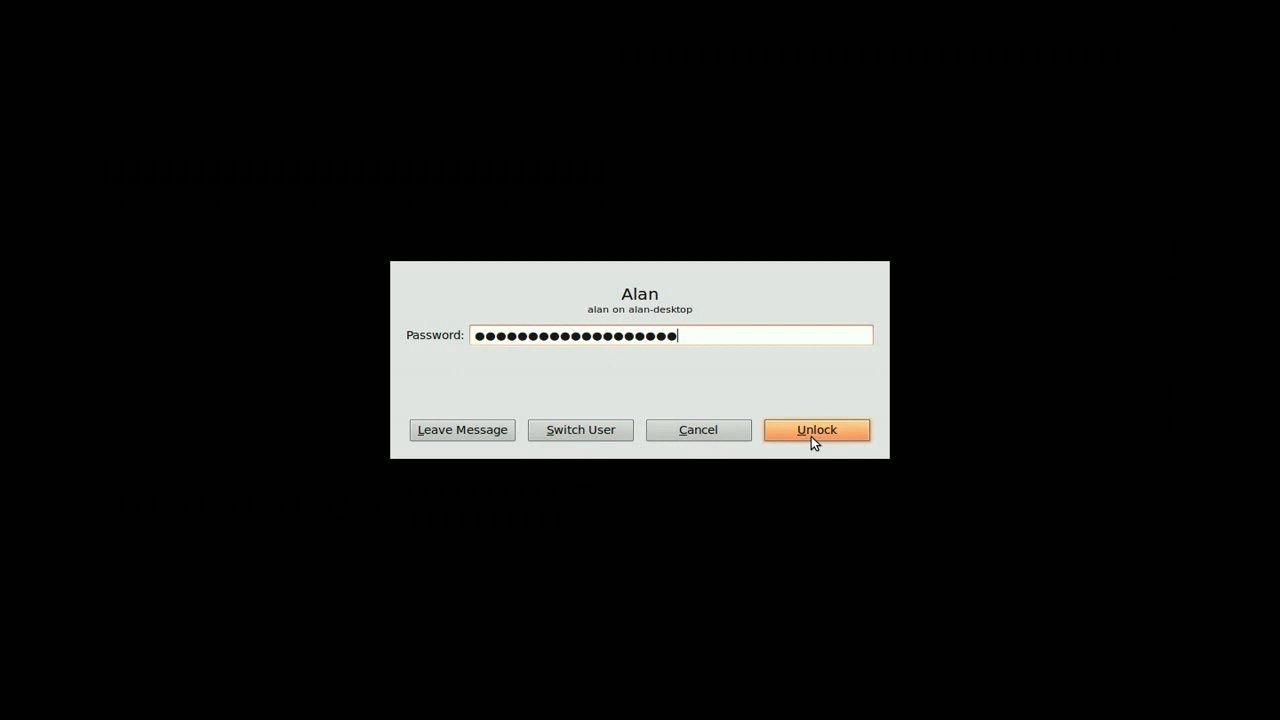 Alan
alan on alan-desktop
Password: ●●●●●●●●●●●●●●●●●●●
Leave Message Switch User Cancel Unlock